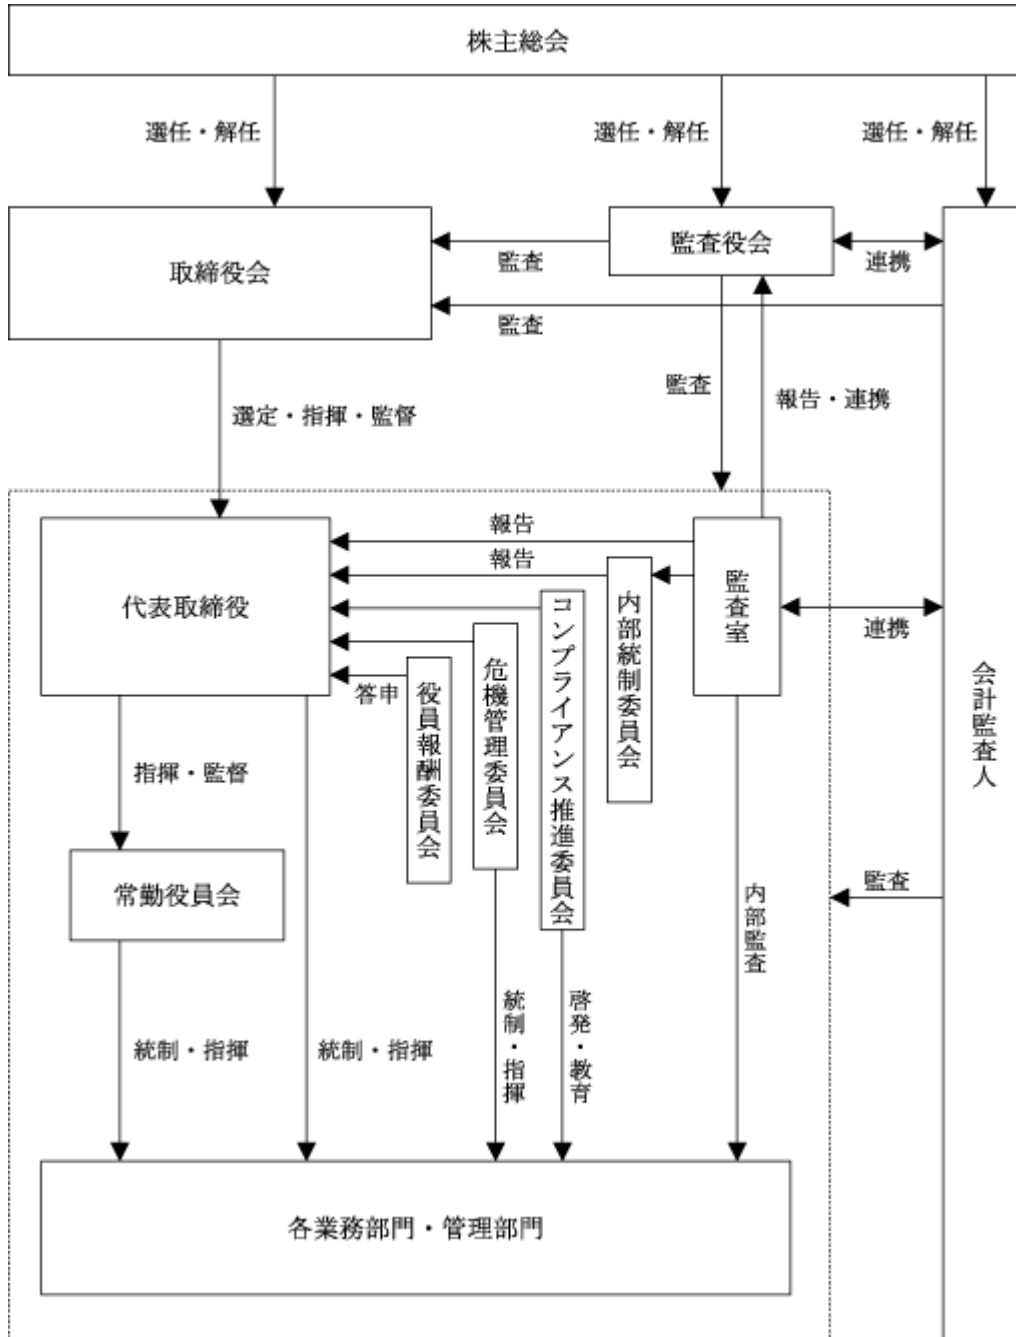 株主総会
選任・解任
選任・解任
選任・解任
取締役会
監査役会
監査
連携
監査
監査
報告・連携
選定・指揮・監督
代表取締役
報告
報告
答申
役員報酬委員会
危機管理委員会
コンプライアンス推進委員会
内部統制委員会
監査室
連携
会計監査人
指揮・監督
常勤役員会
監査
内部監査
統制・指揮
統制・指揮
統制・指揮
啓発・教育
各業務部門・管理部門